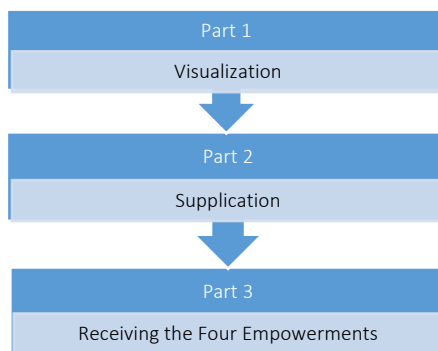 Part 1
Visualization
Part 2
Supplication
Part 3
Receiving the Four Empowerments